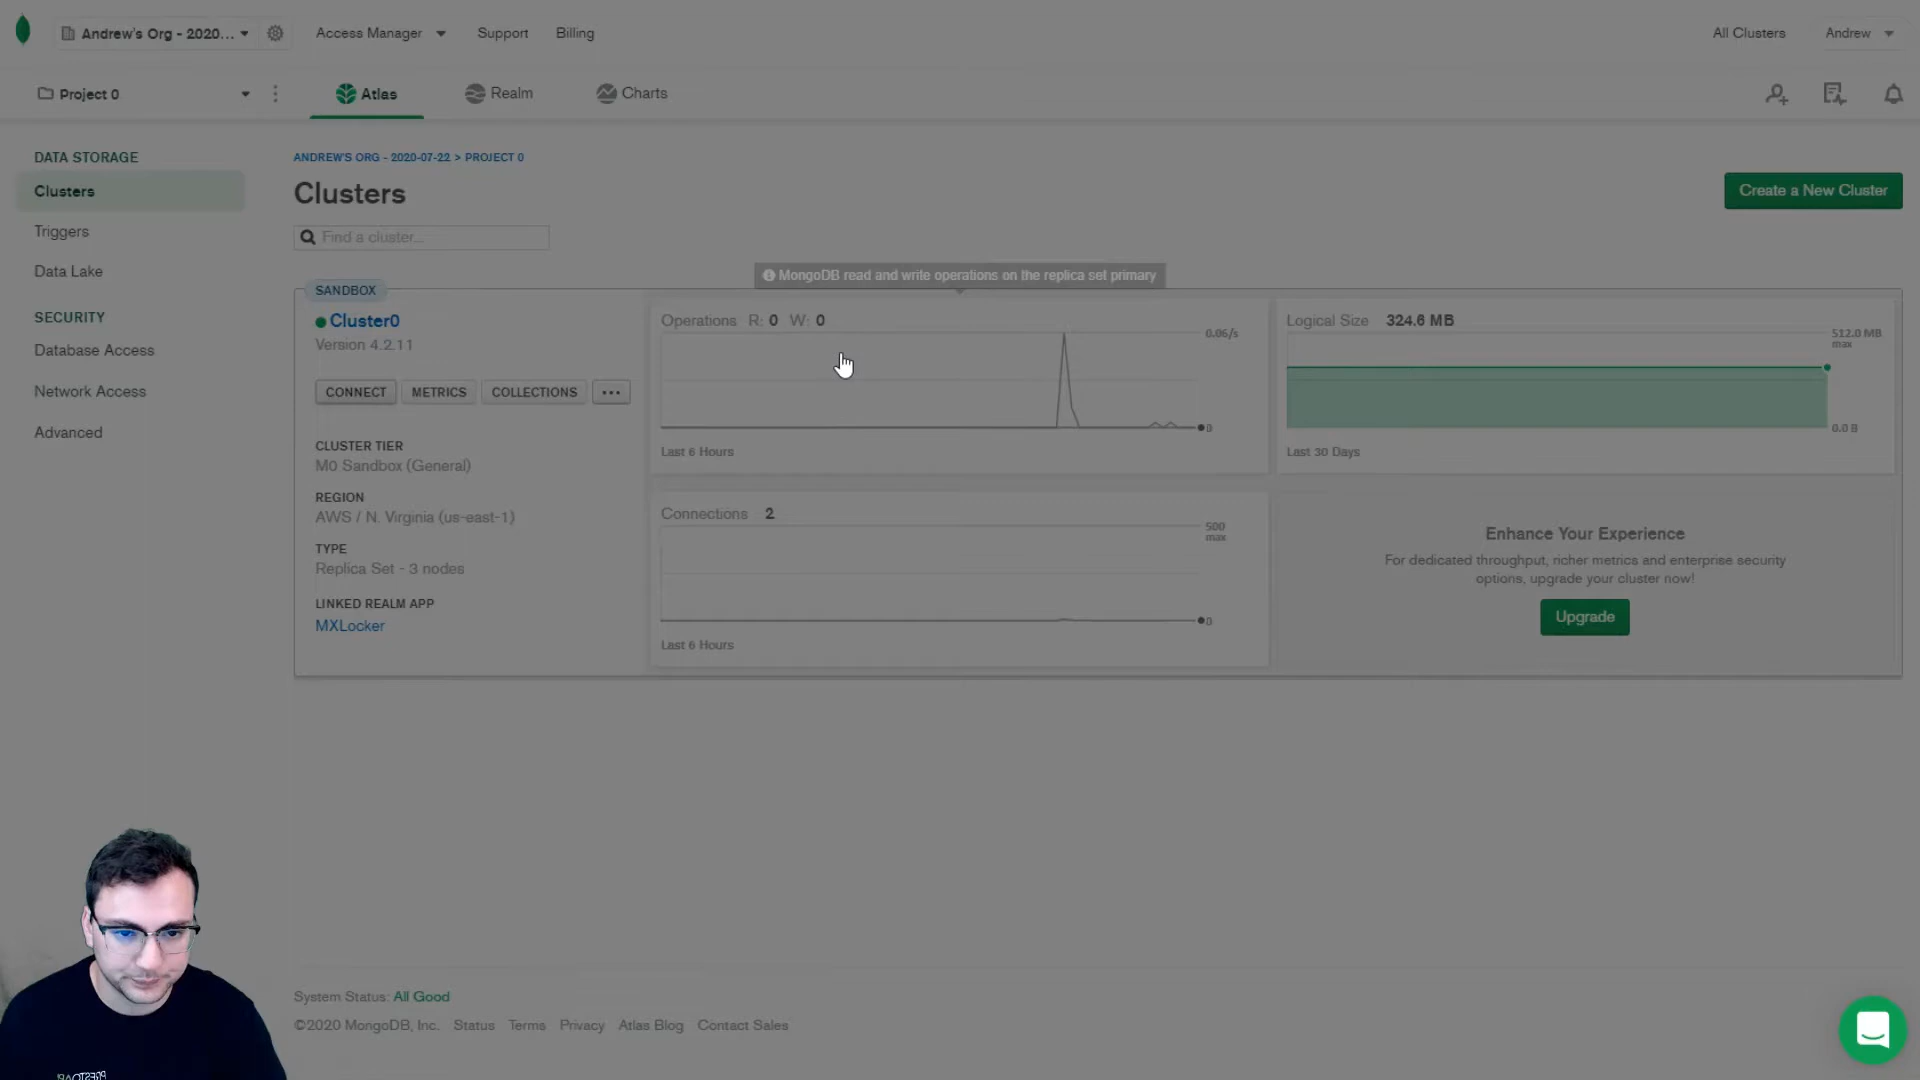 Andrew's Org - 2020...
Access Manager
Support
Billing
All Clusters
Andrew
Project 0
Atlas
Realm
Charts
DATA STORAGE
Clusters
Triggers
Data Lake
SECURITY
Database Access
Network Access
Advanced
ANDREW'S ORG - 2020-07-22 > PROJECT 0
Clusters
Create a New Cluster
Find a cluster...
MongoDB read and write operations on the replica set primary
SANDBOX
Cluster0
Version 4.2.11
CONNECT
METRICS
COLLECTIONS
...
CLUSTER TIER
M0 Sandbox (General)
REGION
AWS / N. Virginia (us-east-1)
TYPE
Replica Set - 3 nodes
LINKED REALM APP
MXLocker
Operations R: 0 W: 0
0.06/s
0
Last 6 Hours
Logical Size 324.6 MB
512.0 MB
max
0.0 B
Last 30 Days
Connections 2
500
max
0
Last 6 Hours
Enhance Your Experience
For dedicated throughput, richer metrics and enterprise security
options, upgrade your cluster now!
Upgrade
System Status: All Good
©2020 MongoDB, Inc. Status Terms Privacy Atlas Blog Contact Sales